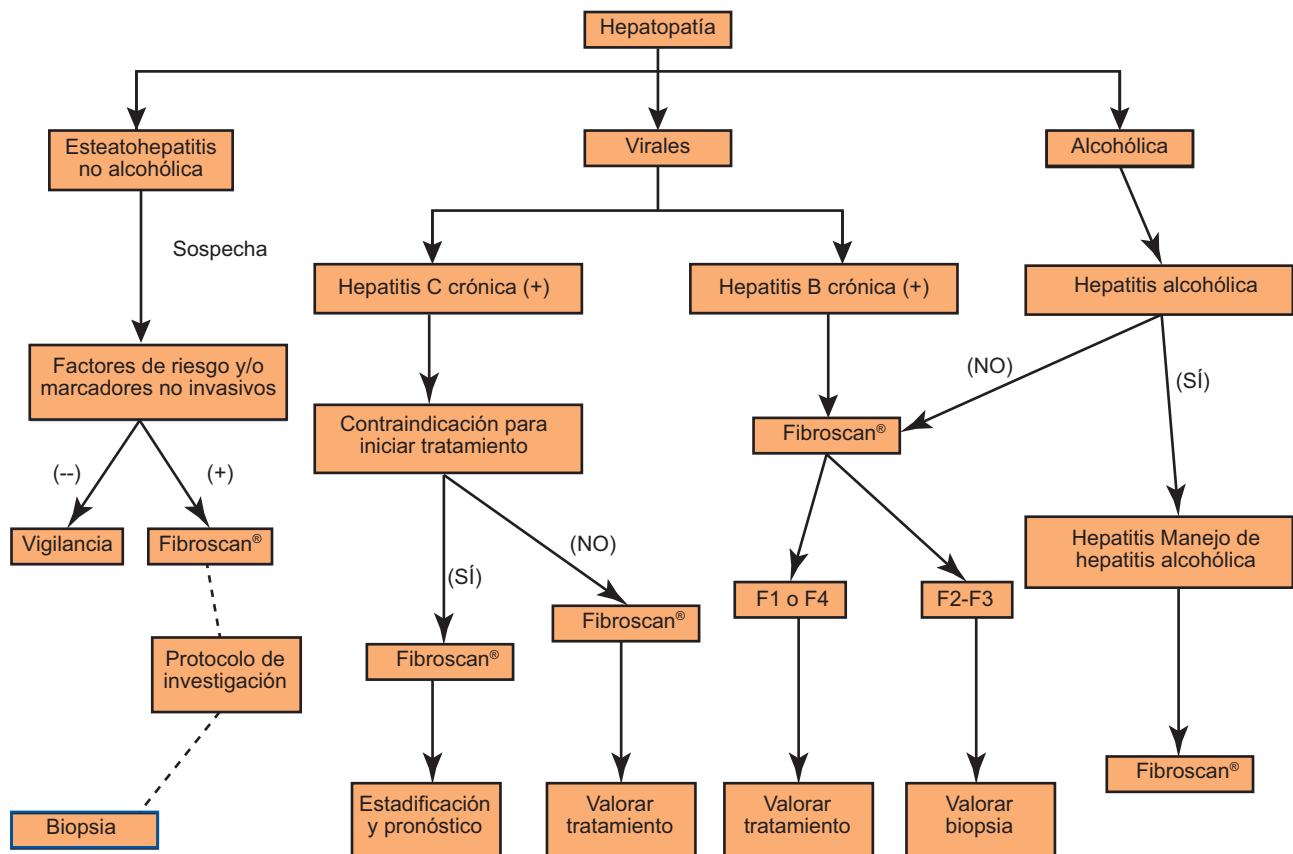 Hepatopatía
Esteatohepatitis
no alcohólica
Virales
Alcohólica
Sospecha
Hepatitis C crónica (+)
Hepatitis B crónica (+)
Hepatitis alcohólica
Factores de riesgo y/o
marcadores no invasivos
(NO)
(SÍ)
Contraindicación para
iniciar tratamiento
Fibroscan®
(--)
(+)
Vigilancia
Fibroscan®
(SÍ)
(NO)
Hepatitis Manejo de
hepatitis alcohólica
F1 o F4
F2-F3
Fibroscan®
Fibroscan®
Protocolo de
investigación
Fibroscan®
Biopsia
Estadificación
y pronóstico
Valorar
tratamiento
Valorar
tratamiento
Valorar
biopsia